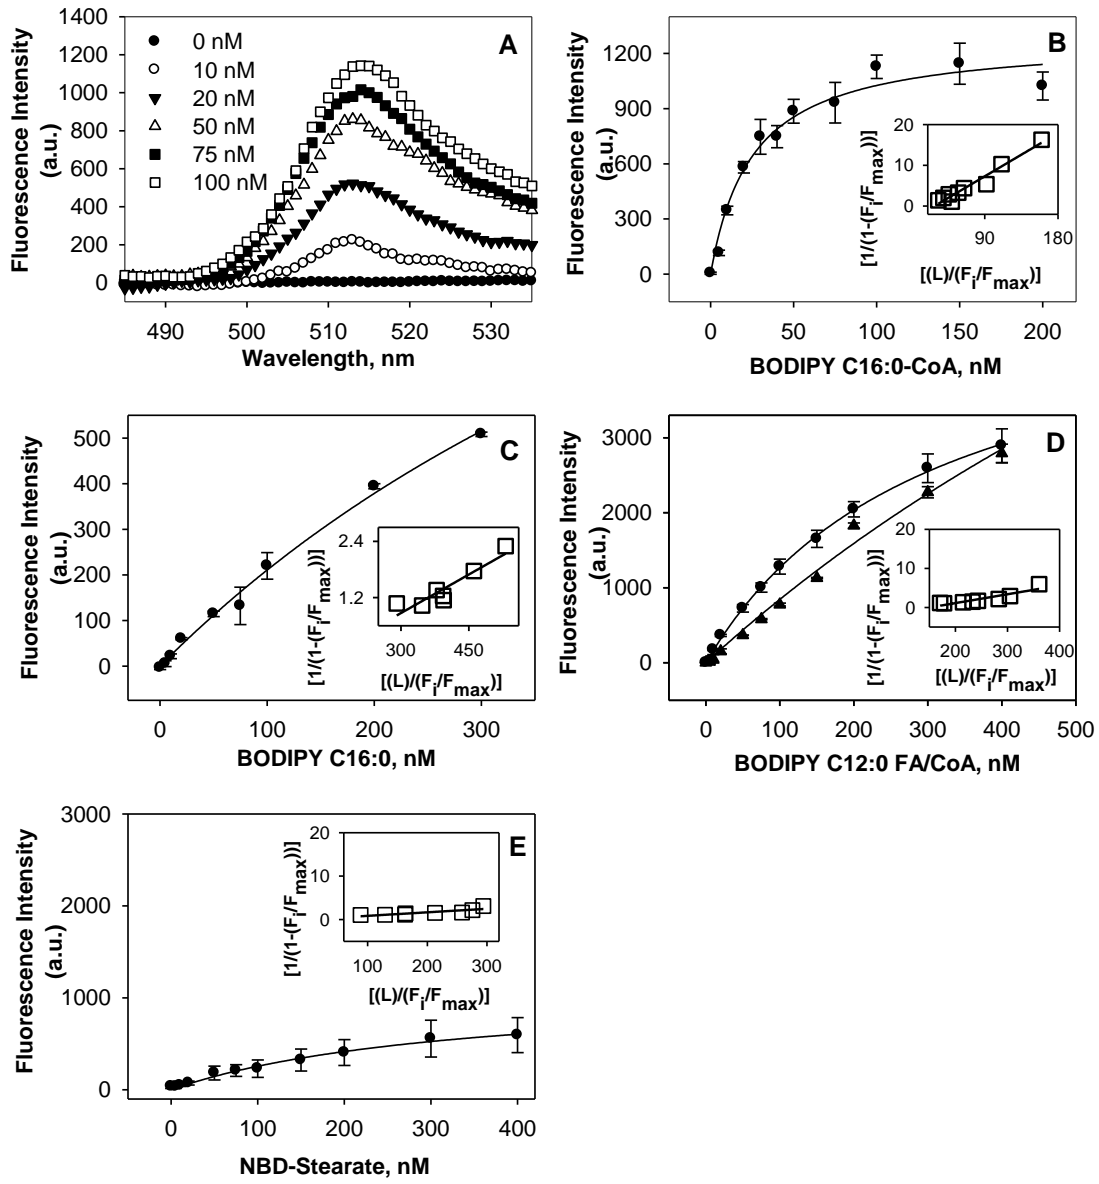 A
0 nM
10 nM
20 nM
50 nM
75 nM
100 nM
1400
1200
1000
800
600
400
200
0
490 500 510 520 530
Wavelength, nm
Fluorescence Intensity
(a.u.)
B
1200
900
600
300
0
0 50 100 150 200
BODIPY C16:0-CoA, nM
Fluorescence Intensity
(a.u.)
20
10
0
90 180
[1/(1-(Fi/Fmax))]
[(L)/(Fi/Fmax)]
C
500
400
300
200
100
0
0 100 200 300
BODIPY C16:0, nM
Fluorescence Intensity
(a.u.)
2.4
1.2
300 450
[1/(1-(Fi/Fmax))]
[(L)/(Fi/Fmax)]
D
3000
2000
1000
0
0 100 200 300 400 500
BODIPY C12:0 FA/CoA, nM
Fluorescence Intensity
(a.u.)
20
10
0
200 300 400
[1/(1-(Fi/Fmax))]
[(L)/(Fi/Fmax)]
E
3000
2000
1000
0
0 100 200 300 400
NBD-Stearate, nM
Fluorescence Intensity
(a.u.)
20
10
0
100 200 300
[1/(1-(Fi/Fmax))]
[(L)/(Fi/Fmax)]